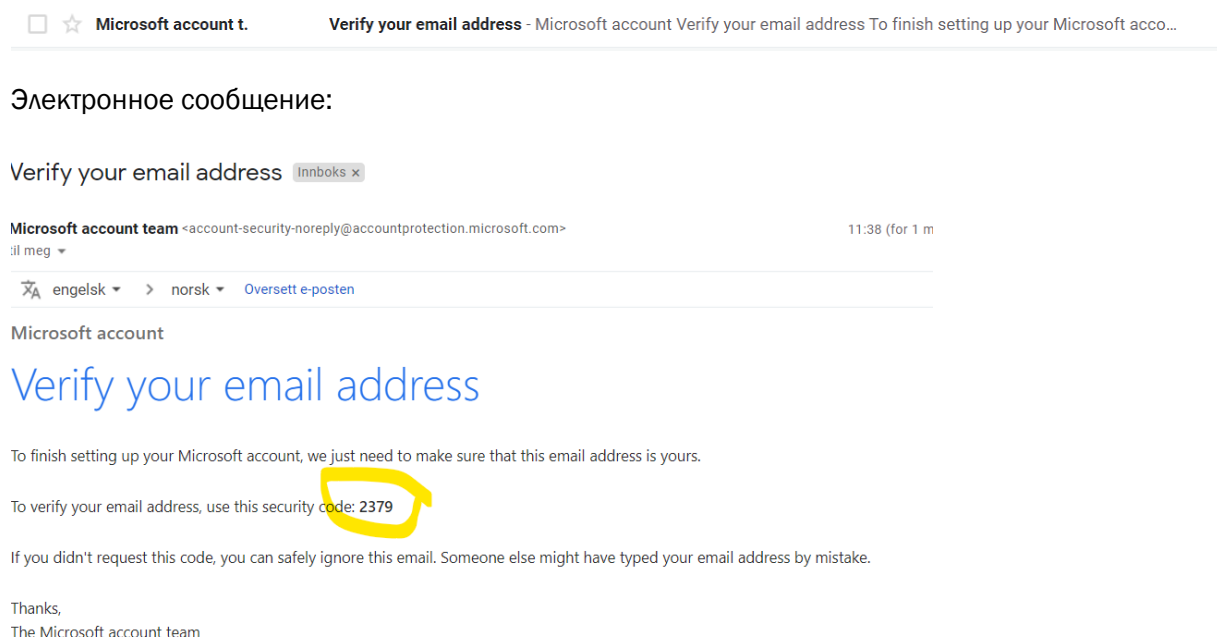 Microsoft account t. Verify your email address - Microsoft account Verify your email address To finish setting up your Microsoft acco...
Электронное сообщение:
Verify your email address Innboks ×
Microsoft account team <account-security-noreply@accountprotection.microsoft.com> 11:38 (for 1 m
til meg
engelsk > norsk Oversett e-posten
Microsoft account
Verify your email address
To finish setting up your Microsoft account, we just need to make sure that this email address is yours.
To verify your email address, use this security code: 2379
If you didn't request this code, you can safely ignore this email. Someone else might have typed your email address by mistake.
Thanks,
The Microsoft account team